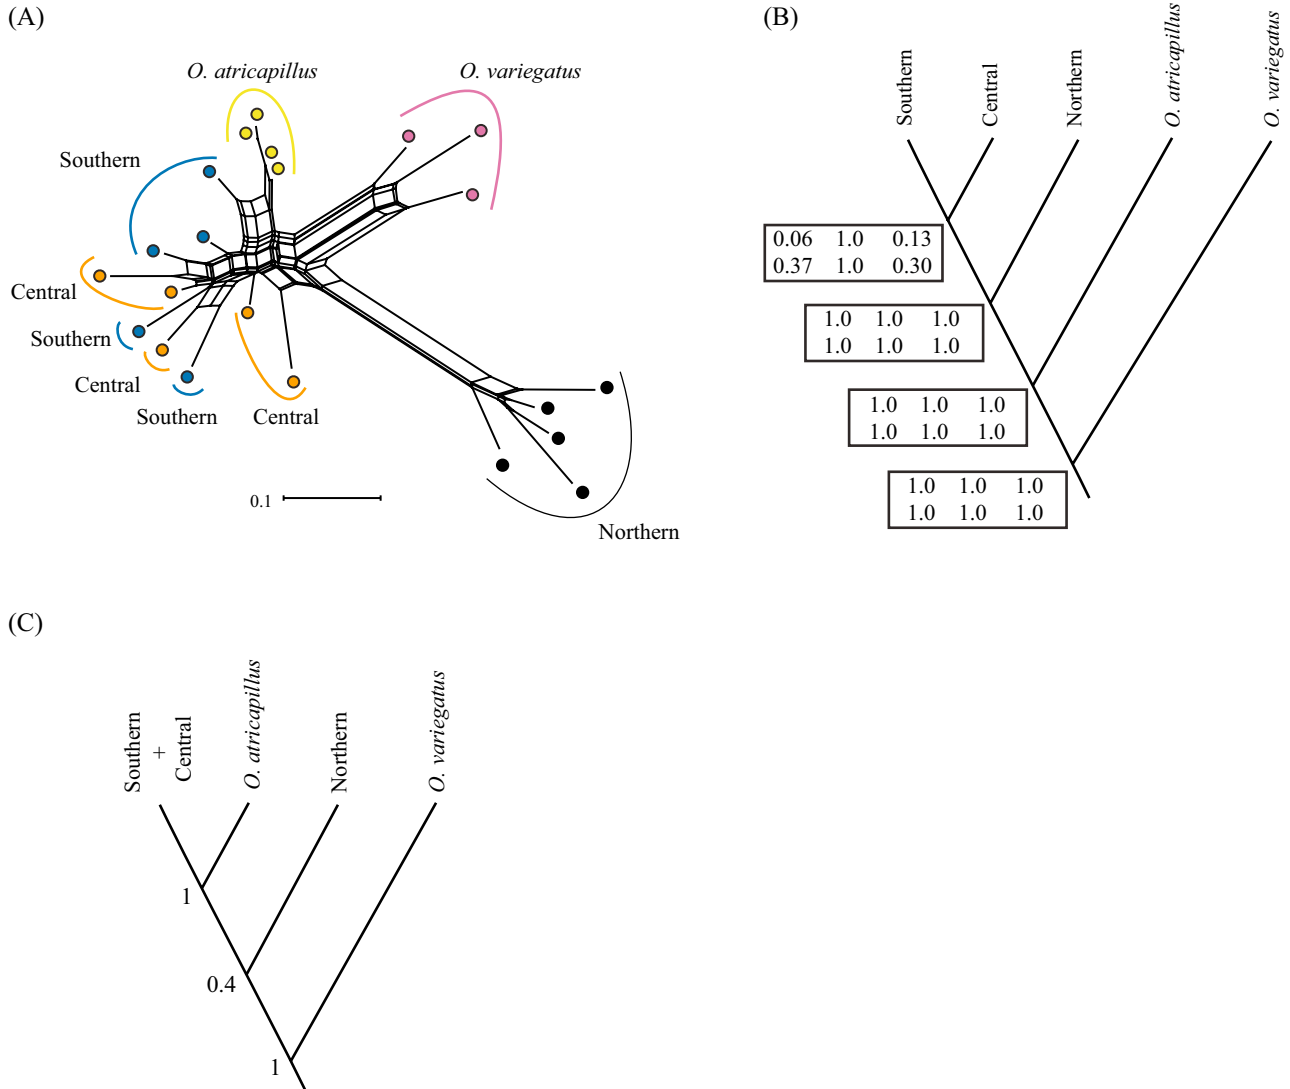 (A)
O. atricapillus
O. variegatus
Southern
Central
Southern
Central
Southern
Central
0.1
Northern
(B)
Southern
Central
Northern
O. atricapillus
O. variegatus
0.06 1.0 0.13
0.37 1.0 0.30
1.0 1.0 1.0
1.0 1.0 1.0
1.0 1.0 1.0
1.0 1.0 1.0
1.0 1.0 1.0
1.0 1.0 1.0
(C)
Southern
+
Central
O. atricapillus
Northern
O. variegatus
1
0.4
1